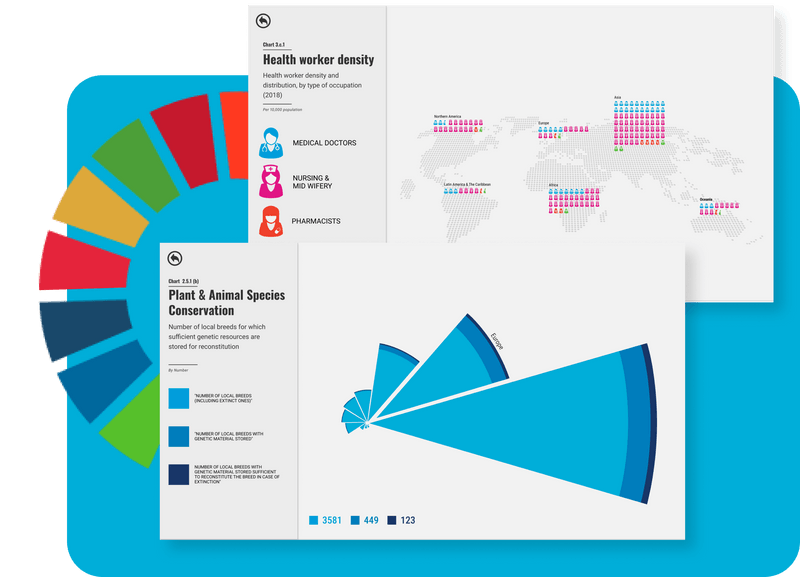 Chart 3.c.1
Health worker density
Health worker density and
distribution, by type of occupation
(2018)
Per 10,000 population
MEDICAL DOCTORS
NURSING &
MID WIFERY
PHARMACISTS
Northern America
Europe
Asia
Latin America & The Caribbean
Africa
Oceania
Chart 2.5.1 (b)
Plant & Animal Species
Conservation
Number of local breeds for which
sufficient genetic resources are
stored for reconstitution
By Number
"NUMBER OF LOCAL BREEDS
(INCLUDING EXTINCT ONES)"
"NUMBER OF LOCAL BREEDS WITH
GENETIC MATERIAL STORED"
NUMBER OF LOCAL BREEDS WITH
GENETIC MATERIAL STORED SUFFICIENT
TO RECONSTITUTE THE BREED IN CASE OF
EXTINCTION"
Europe
3581 449 123